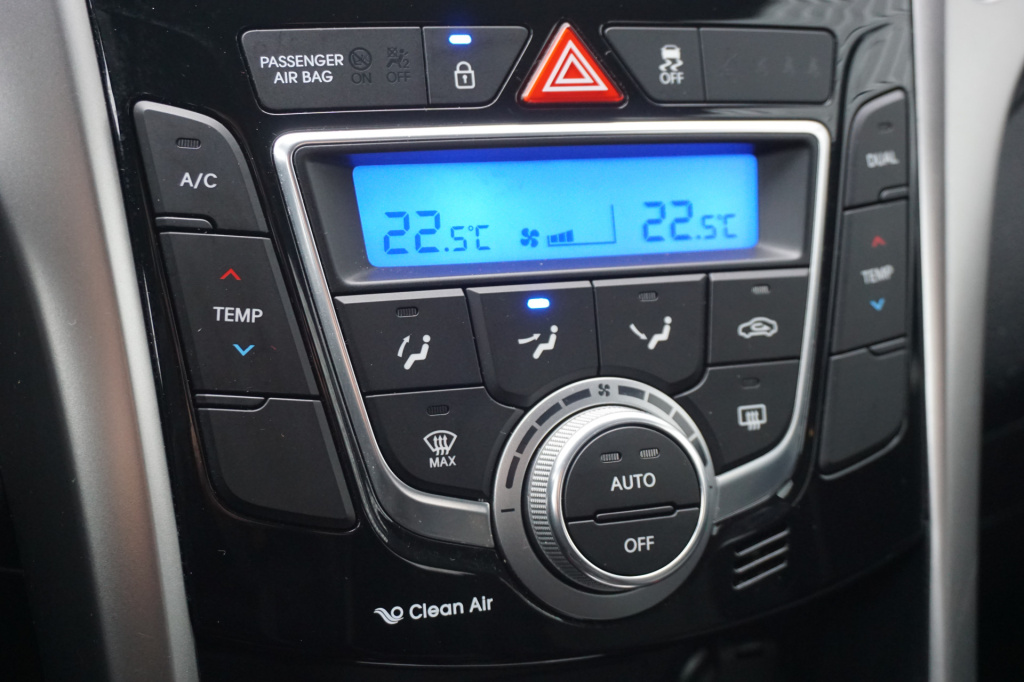 PASSENGER
AIR BAG
ON
OFF
OFF
A/C
DUAL
22.5°C
22.5°C
TEMP
TEMP
MAX
AUTO
OFF
Clean Air